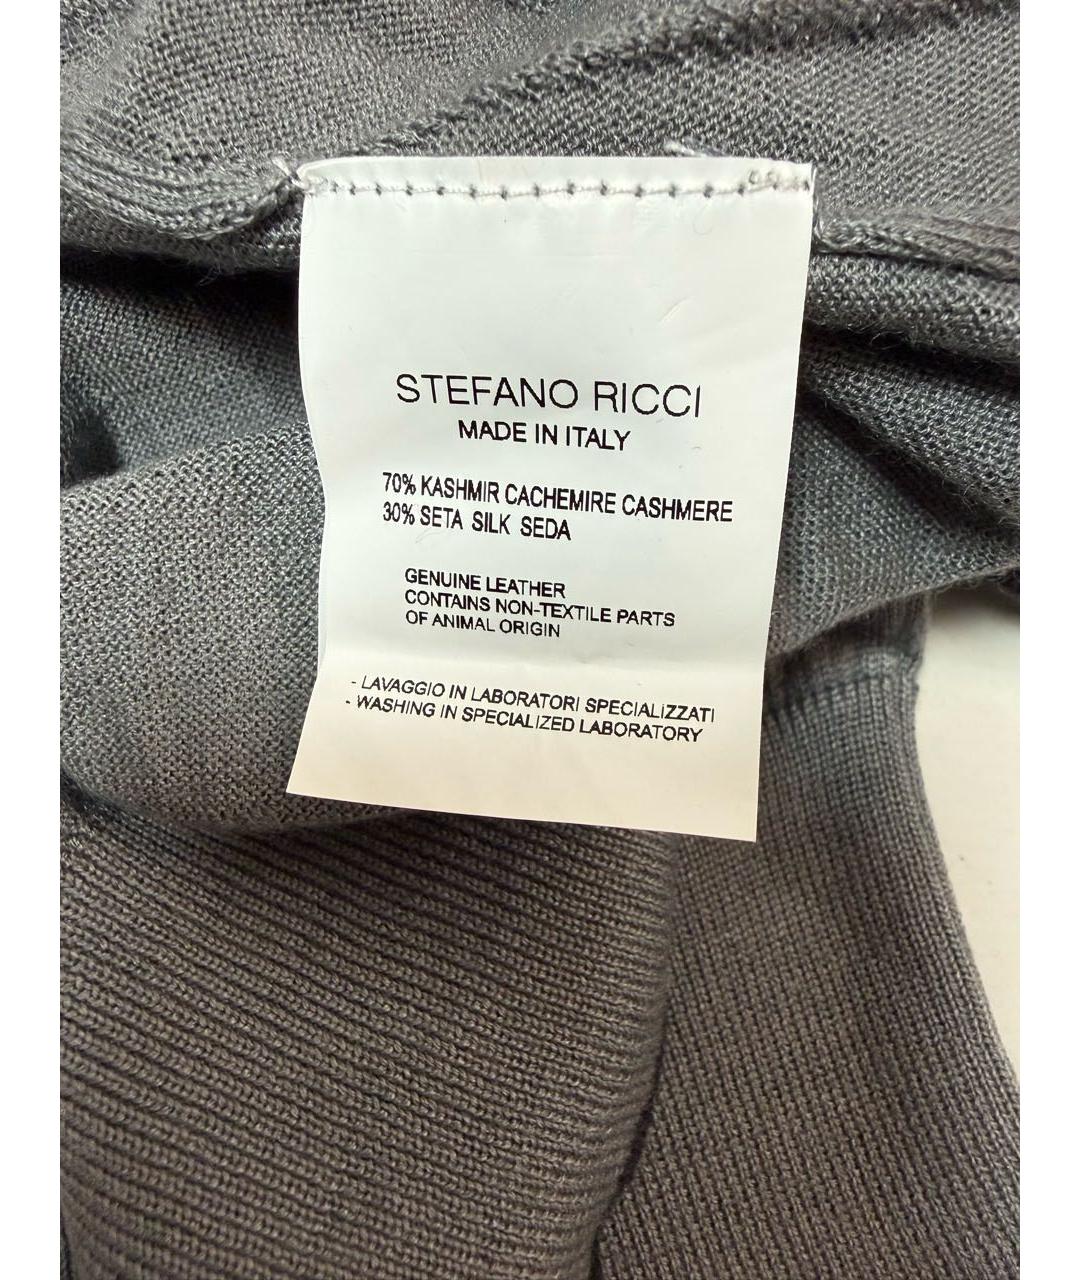 STEFANO RICCI
MADE IN ITALY
70% KASHMIR CACHEMIRE CASHMERE
30% SETA SILK SEDA
GENUINE LEATHER
CONTAINS NON-TEXTILE PARTS
OF ANIMAL ORIGIN
- LAVAGGIO IN LABORATORI SPECIALIZZATI
- WASHING IN SPECIALIZED LABORATORY